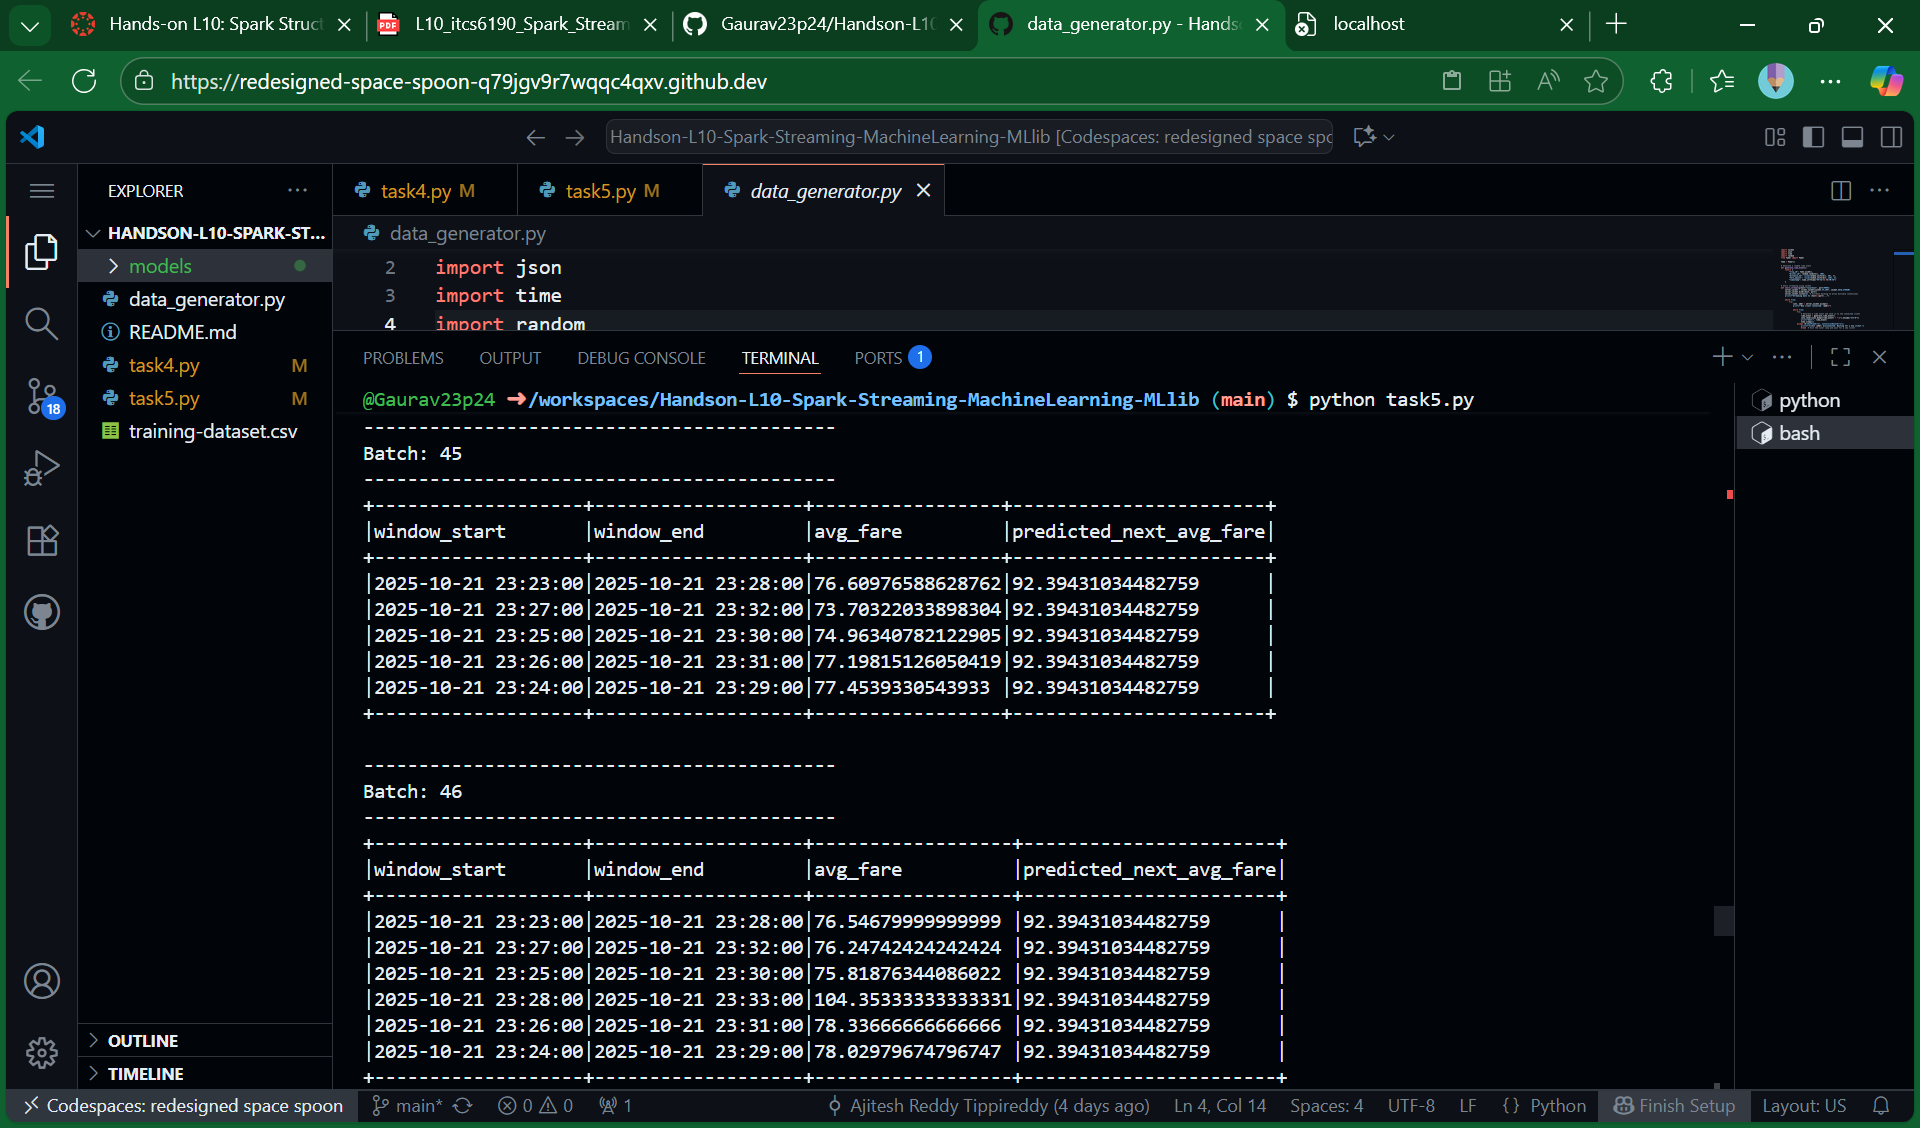 Hands-on L10: Spark Struct
L10_itcs6190_Spark_Stream
Gaurav23p24/Handson-L10
data_generator.py - Hands
localhost
https://redesigned-space-spoon-q79jgv9r7wqqc4qxv.github.dev
Handson-L10-Spark-Streaming-MachineLearning-MLlib [Codespaces: redesigned space spo
EXPLORER
task4.py M
task5.py M
data_generator.py
HANDSON-L10-SPARK-ST...
data_generator.py
models
2 import json
data_generator.py
3 import time
README.md
4 import random
task4.py M
PROBLEMS OUTPUT DEBUG CONSOLE TERMINAL PORTS 1
task5.py M
18
training-dataset.csv
@Gaurav23p24 ➜/workspaces/Handson-L10-Spark-Streaming-MachineLearning-MLlib (main) $ python task5.py
python
bash
-------------------------------------------
Batch: 45
-------------------------------------------
+-------------------+-------------------+-----------------+-----------------------+
|window_start       |window_end         |avg_fare         |predicted_next_avg_fare|
+-------------------+-------------------+-----------------+-----------------------+
|2025-10-21 23:23:00|2025-10-21 23:28:00|76.60976588628762|92.39431034482759      |
|2025-10-21 23:27:00|2025-10-21 23:32:00|73.70322033898304|92.39431034482759      |
|2025-10-21 23:25:00|2025-10-21 23:30:00|74.96340782122905|92.39431034482759      |
|2025-10-21 23:26:00|2025-10-21 23:31:00|77.19815126050419|92.39431034482759      |
|2025-10-21 23:24:00|2025-10-21 23:29:00|77.4539330543933 |92.39431034482759      |
+-------------------+-------------------+-----------------+-----------------------+
-------------------------------------------
Batch: 46
-------------------------------------------
+-------------------+-------------------+------------------+-----------------------+
|window_start       |window_end         |avg_fare          |predicted_next_avg_fare|
+-------------------+-------------------+------------------+-----------------------+
|2025-10-21 23:23:00|2025-10-21 23:28:00|76.54679999999999 |92.39431034482759      |
|2025-10-21 23:27:00|2025-10-21 23:32:00|76.24742424242424 |92.39431034482759      |
|2025-10-21 23:25:00|2025-10-21 23:30:00|75.81876344086022 |92.39431034482759      |
|2025-10-21 23:28:00|2025-10-21 23:33:00|104.35333333333331|92.39431034482759      |
|2025-10-21 23:26:00|2025-10-21 23:31:00|78.33666666666666 |92.39431034482759      |
|2025-10-21 23:24:00|2025-10-21 23:29:00|78.02979674796747 |92.39431034482759      |
+-------------------+-------------------+------------------+-----------------------+
OUTLINE
TIMELINE
Codespaces: redesigned space spoon main* 0 0 1 Ajitesh Reddy Tippireddy (4 days ago) Ln 4, Col 14 Spaces: 4 UTF-8 LF {} Python Finish Setup Layout: US